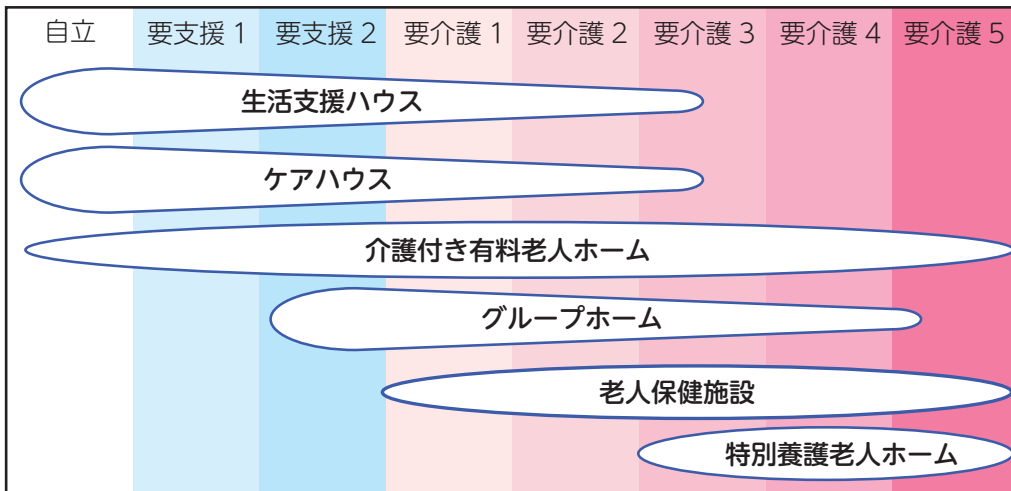 自立 要支援 1 要支援 2 要介護 1 要介護 2 要介護 3 要介護 4 要介護 5
生活支援ハウス
ケアハウス
介護付き有料老人ホーム
グループホーム
老人保健施設
特別養護老人ホーム